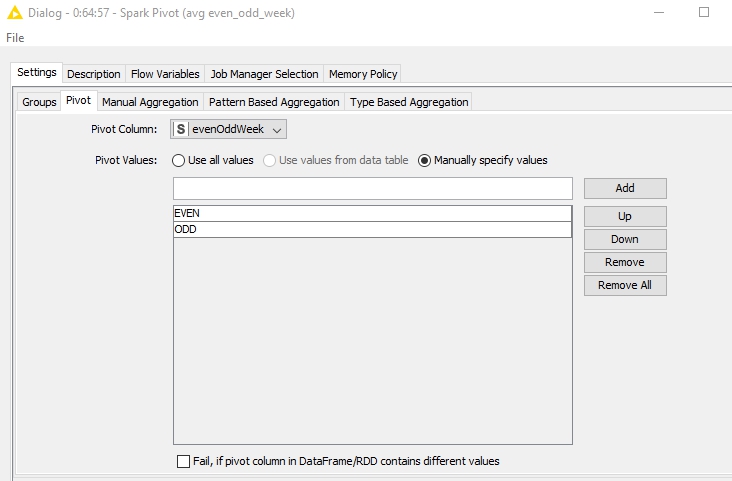 Dialog - 0:64:57 - Spark Pivot (avg even_odd_week)
File
Settings Description Flow Variables Job Manager Selection Memory Policy
Groups Pivot Manual Aggregation Pattern Based Aggregation Type Based Aggregation
Pivot Column: S evenOddWeek
Pivot Values: Use all values Use values from data table Manually specify values
Add
EVEN Up
ODD
Down
Remove
Remove All
Fail, if pivot column in DataFrame/RDD contains different values